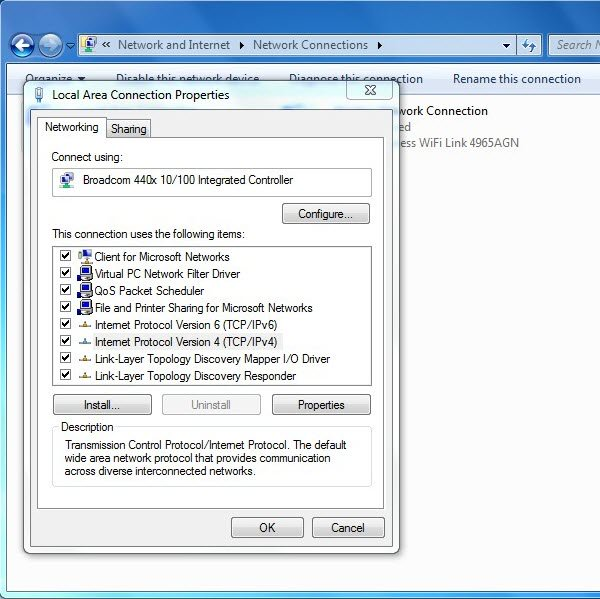 « Network and Internet ▸ Network Connections ▸ Search N
Organize Disable this network device Diagnose this connection Rename this connection
Local Area Connection Properties
work Connection
ed
ess WiFi Link 4965AGN
Networking Sharing
Connect using:
Broadcom 440x 10/100 Integrated Controller
Configure...
This connection uses the following items:
Client for Microsoft Networks
Virtual PC Network Filter Driver
QoS Packet Scheduler
File and Printer Sharing for Microsoft Networks
Internet Protocol Version 6 (TCP/IPv6)
Internet Protocol Version 4 (TCP/IPv4)
Link-Layer Topology Discovery Mapper I/O Driver
Link-Layer Topology Discovery Responder
Install... Uninstall Properties
Description
Transmission Control Protocol/Internet Protocol. The default
wide area network protocol that provides communication
across diverse interconnected networks.
OK Cancel